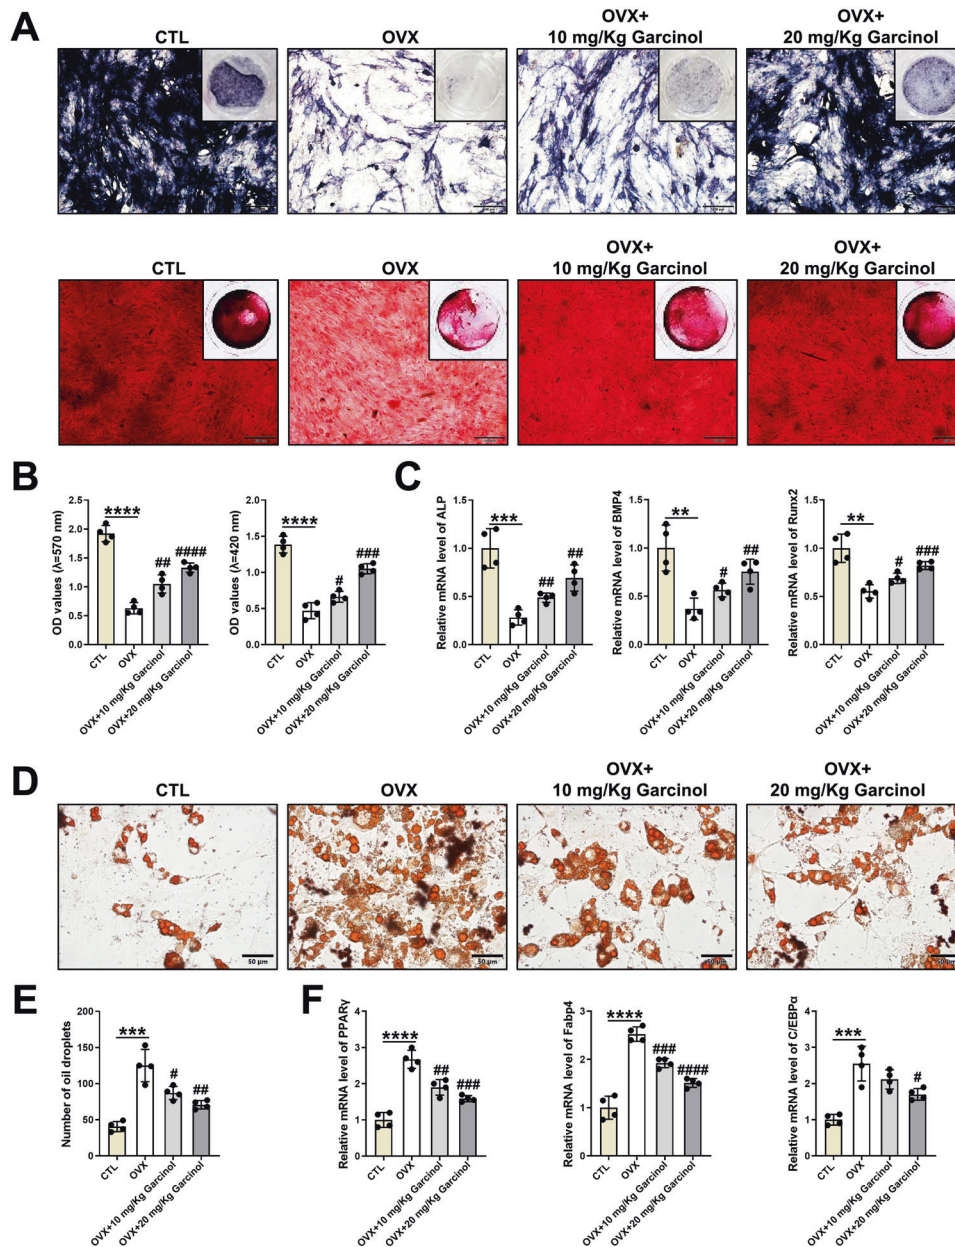 A
CTL
OVX
OVX+
10 mg/Kg Garcinol
OVX+
20 mg/Kg Garcinol
CTL
OVX
OVX+
10 mg/Kg Garcinol
OVX+
20 mg/Kg Garcinol
B
OD values (λ=570 nm)
2.5
2.0
1.5
1.0
0.5
0.0
****
##
####
CTL
OVX
OVX+10 mg/Kg Garcinol
OVX+20 mg/Kg Garcinol
OD values (λ=420 nm)
2.0
1.5
1.0
0.5
0.0
****
#
###
CTL
OVX
OVX+10 mg/Kg Garcinol
OVX+20 mg/Kg Garcinol
C
Relative mRNA level of ALP
1.5
1.0
0.5
0.0
***
##
##
CTL
OVX
OVX+10 mg/Kg Garcinol
OVX+20 mg/Kg Garcinol
Relative mRNA level of BMP4
1.5
1.0
0.5
0.0
**
#
##
CTL
OVX
OVX+10 mg/Kg Garcinol
OVX+20 mg/Kg Garcinol
Relative mRNA level of Runx2
1.5
1.0
0.5
0.0
**
#
###
CTL
OVX
OVX+10 mg/Kg Garcinol
OVX+20 mg/Kg Garcinol
D
CTL
OVX
OVX+
10 mg/Kg Garcinol
OVX+
20 mg/Kg Garcinol
50 μm
50 μm
50 μm
50 μm
E
Number of oil droplets
200
150
100
50
0
***
#
##
CTL
OVX
OVX+10 mg/Kg Garcinol
OVX+20 mg/Kg Garcinol
F
Relative mRNA level of PPARγ
4
3
2
1
0
****
##
###
CTL
OVX
OVX+10 mg/Kg Garcinol
OVX+20 mg/Kg Garcinol
Relative mRNA level of Fabp4
3
2
1
0
****
###
####
CTL
OVX
OVX+10 mg/Kg Garcinol
OVX+20 mg/Kg Garcinol
Relative mRNA level of C/EBPα
4
3
2
1
0
***
#
CTL
OVX
OVX+10 mg/Kg Garcinol
OVX+20 mg/Kg Garcinol